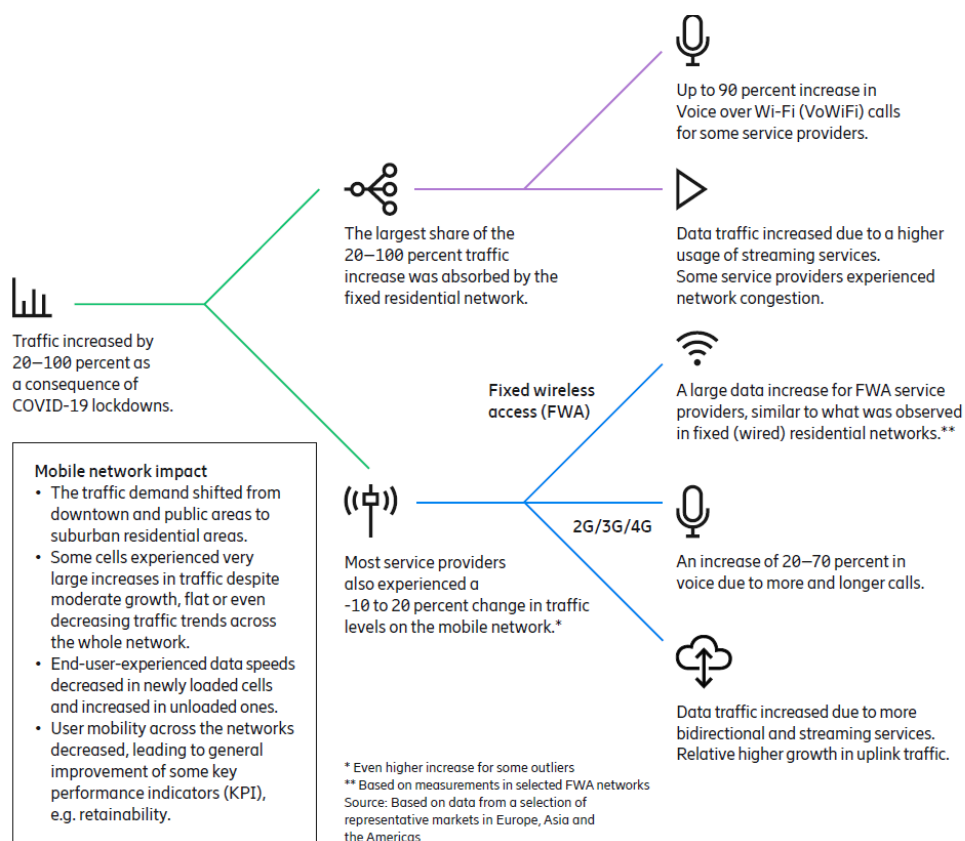 Traffic increased by
20–100 percent as
a consequence of
COVID-19 lockdowns.
The largest share of the
20–100 percent traffic
increase was absorbed by the
fixed residential network.
Up to 90 percent increase in
Voice over Wi-Fi (VoWiFi) calls
for some service providers.
Data traffic increased due to a higher
usage of streaming services.
Some service providers experienced
network congestion.
Most service providers
also experienced a
-10 to 20 percent change in traffic
levels on the mobile network.*
Fixed wireless
access (FWA)
A large data increase for FWA service
providers, similar to what was observed
in fixed (wired) residential networks.**
2G/3G/4G
An increase of 20–70 percent in
voice due to more and longer calls.
Data traffic increased due to more
bidirectional and streaming services.
Relative higher growth in uplink traffic.
Mobile network impact
• The traffic demand shifted from
downtown and public areas to
suburban residential areas.
• Some cells experienced very
large increases in traffic despite
moderate growth, flat or even
decreasing traffic trends across
the whole network.
• End-user-experienced data speeds
decreased in newly loaded cells
and increased in unloaded ones.
• User mobility across the networks
decreased, leading to general
improvement of some key
performance indicators (KPI),
e.g. retainability.
* Even higher increase for some outliers
** Based on measurements in selected FWA networks
Source: Based on data from a selection of
representative markets in Europe, Asia and
the Americas